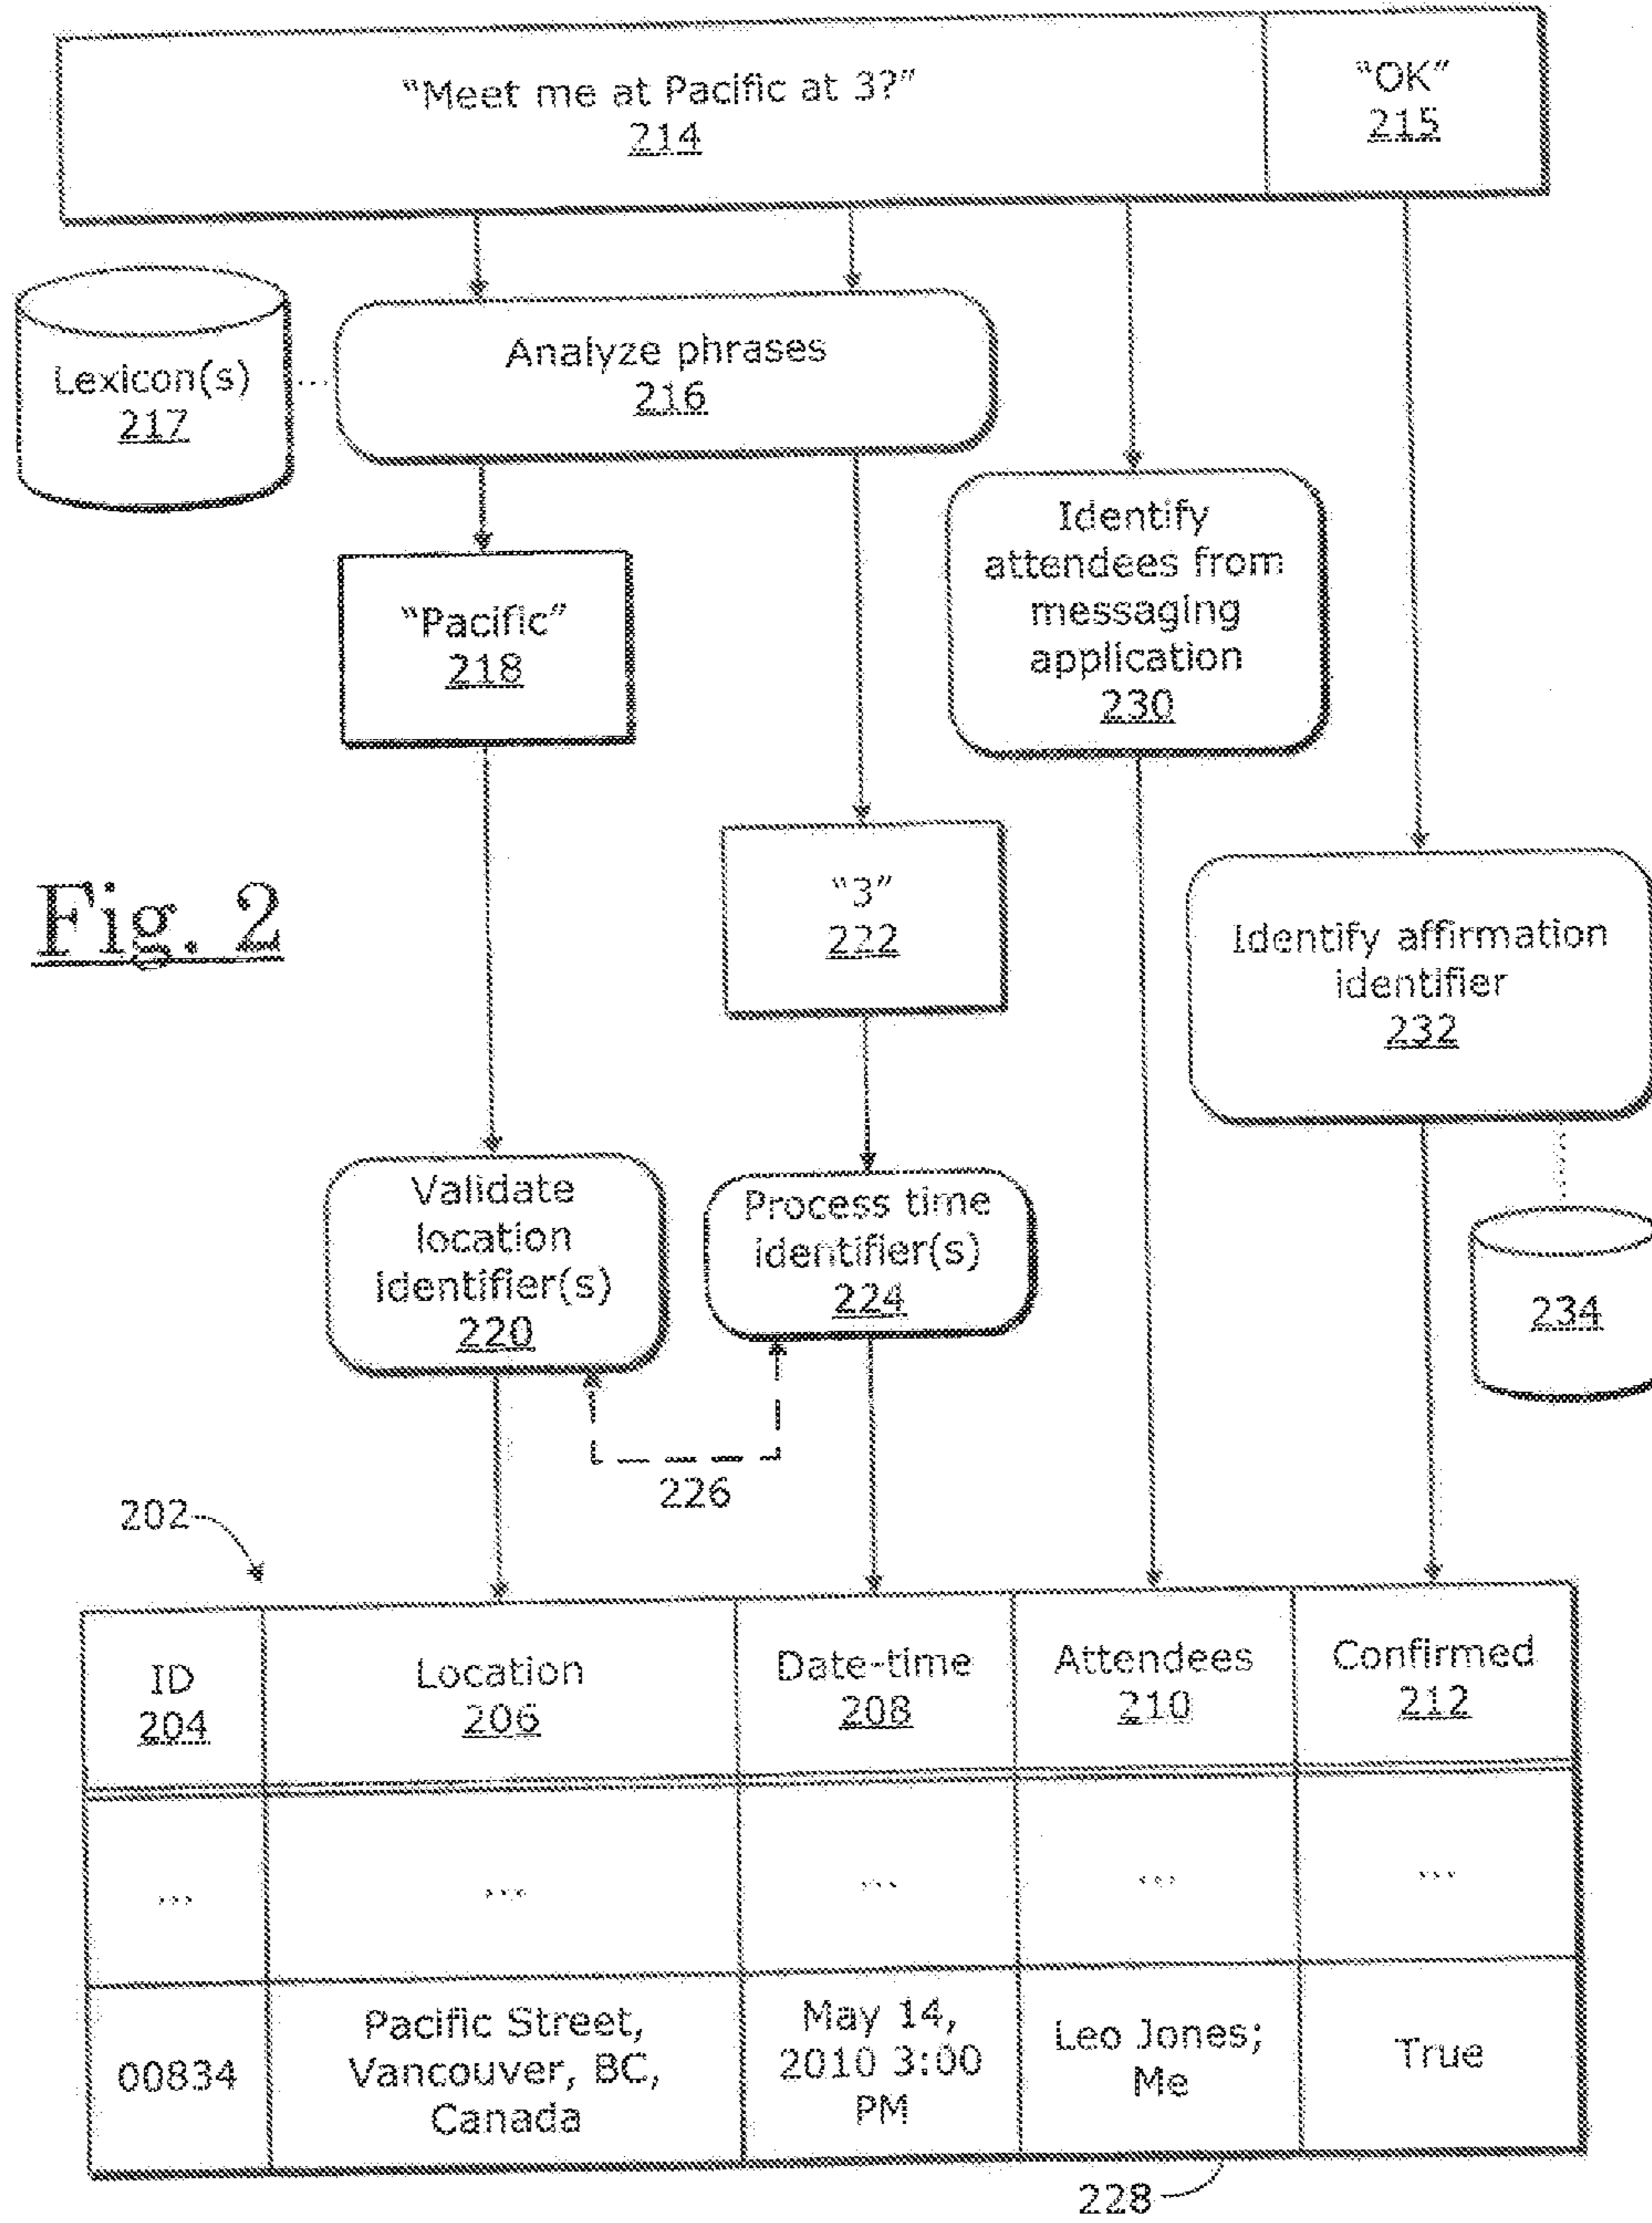 “Meet me at Pacific at 3?”
214
“OK”
215
Lexicon(s)
217
...
Analyze phrases
216
Identify
attendees from
messaging
application
230
“Pacific”
218
“3”
222
Fig. 2
Identify affirmation
identifier
232
Validate
location
identifier(s)
220
Process time
identifier(s)
224
234
226
202
ID
204
Location
206
Date-time
208
Attendees
210
Confirmed
212
...
...
...
...
...
00834
Pacific Street,
Vancouver, BC,
Canada
May 14,
2010 3:00
PM
Leo Jones;
Me
True
228